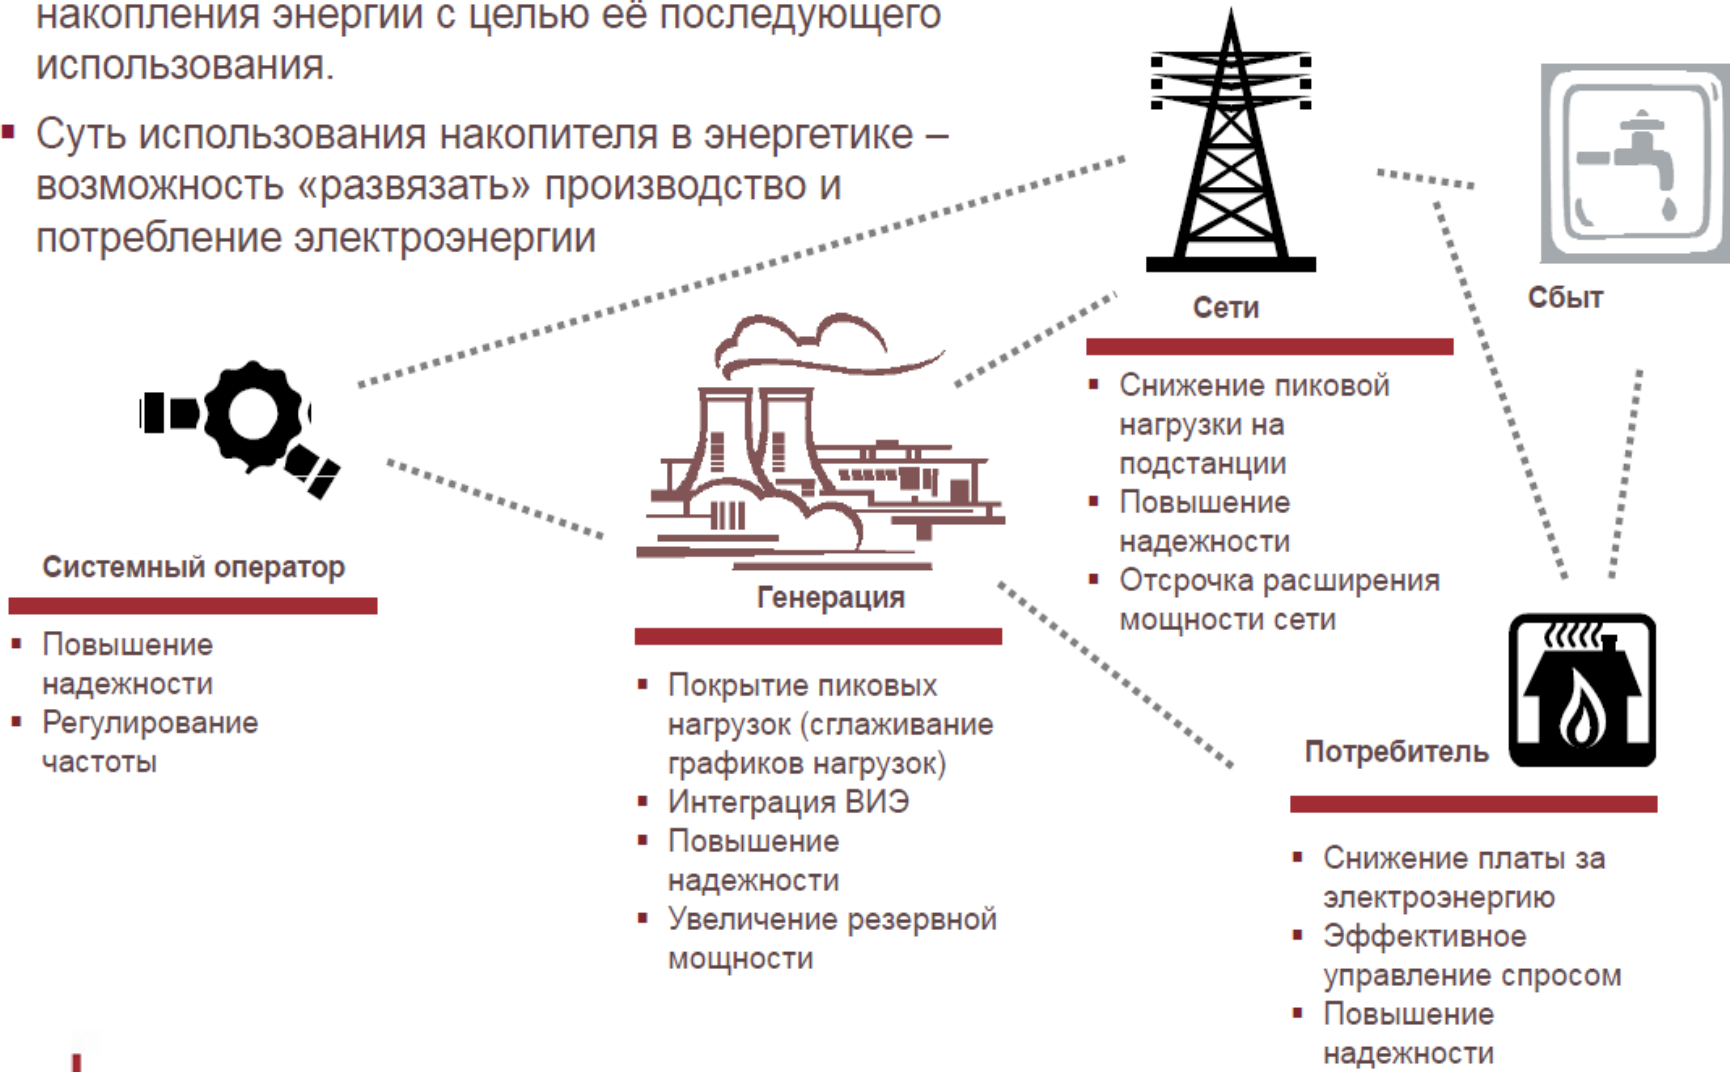 накопления энергии с целью её последующего
использования.
Суть использования накопителя в энергетике –
возможность «развязать» производство и
потребление электроэнергии
Сети
Снижение пиковой
нагрузки на
подстанции
Повышение
надежности
Отсрочка расширения
мощности сети
Сбыт
Системный оператор
Повышение
надежности
Регулирование
частоты
Генерация
Покрытие пиковых
нагрузок (сглаживание
графиков нагрузок)
Интеграция ВИЭ
Повышение
надежности
Увеличение резервной
мощности
Потребитель
Снижение платы за
электроэнергию
Эффективное
управление спросом
Повышение
надежности